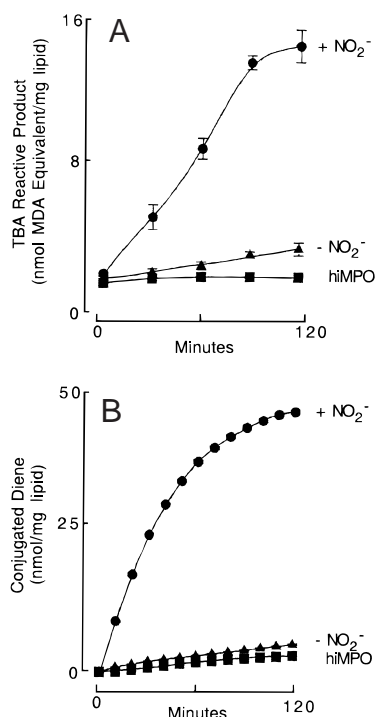 A
16
8
0
TBA Reactive Product
(nmol MDA Equivalent/mg lipid)
+ NO₂⁻
- NO₂⁻
hiMPO
0
120
Minutes
B
50
25
0
Conjugated Diene
(nmol/mg lipid)
+ NO₂⁻
- NO₂⁻
hiMPO
0
120
Minutes